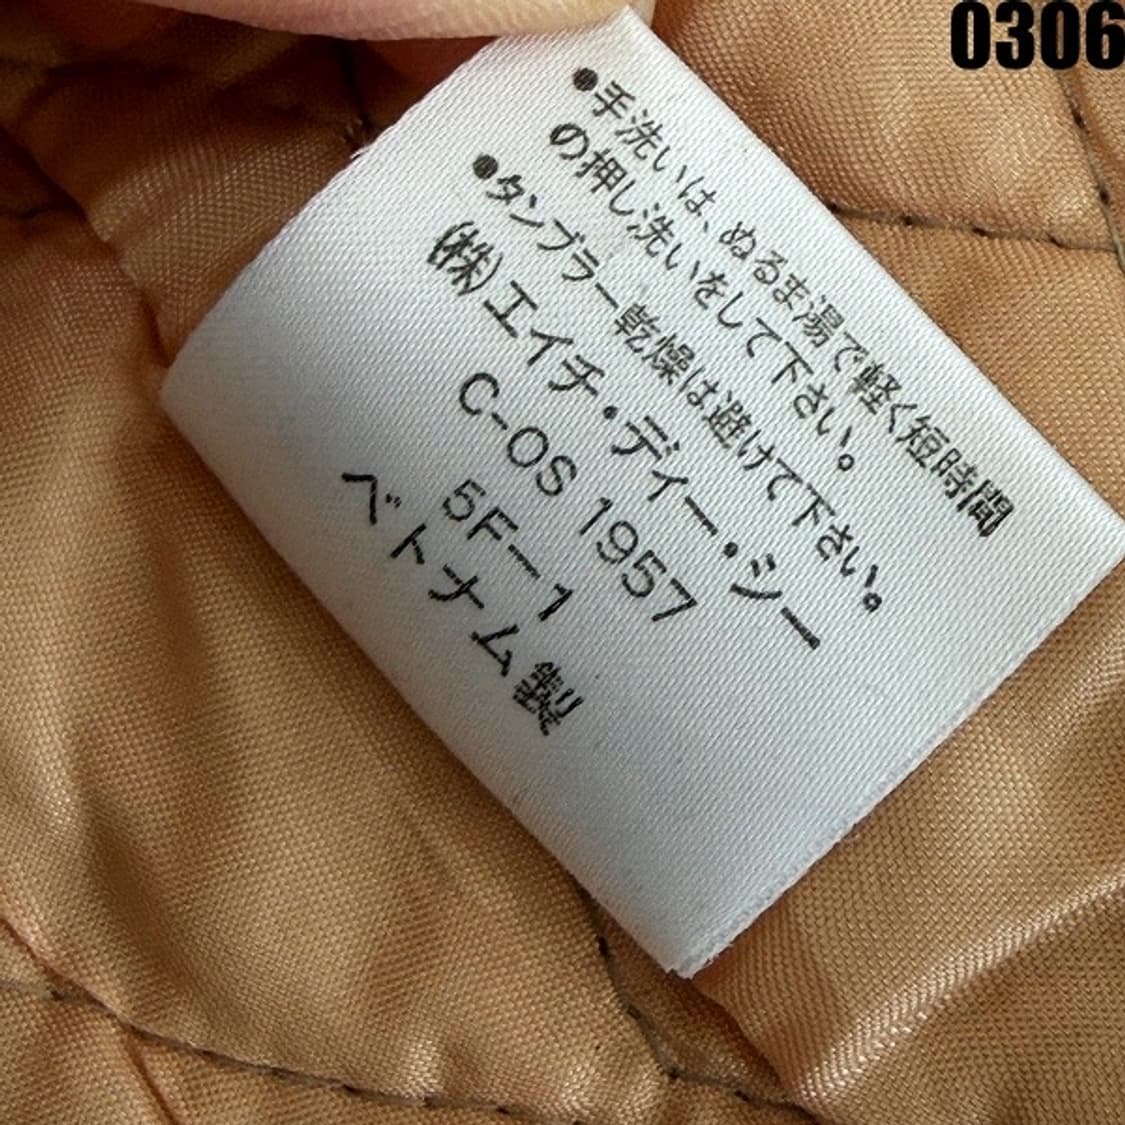 0306
●手洗いは、ぬるま湯で軽く短時間
の押し洗いをして下さい。
●タンブラー乾燥は避けて下さい。
(株)エイチ・ディー・シー
C-OS 1957
5F-1
ベトナム製